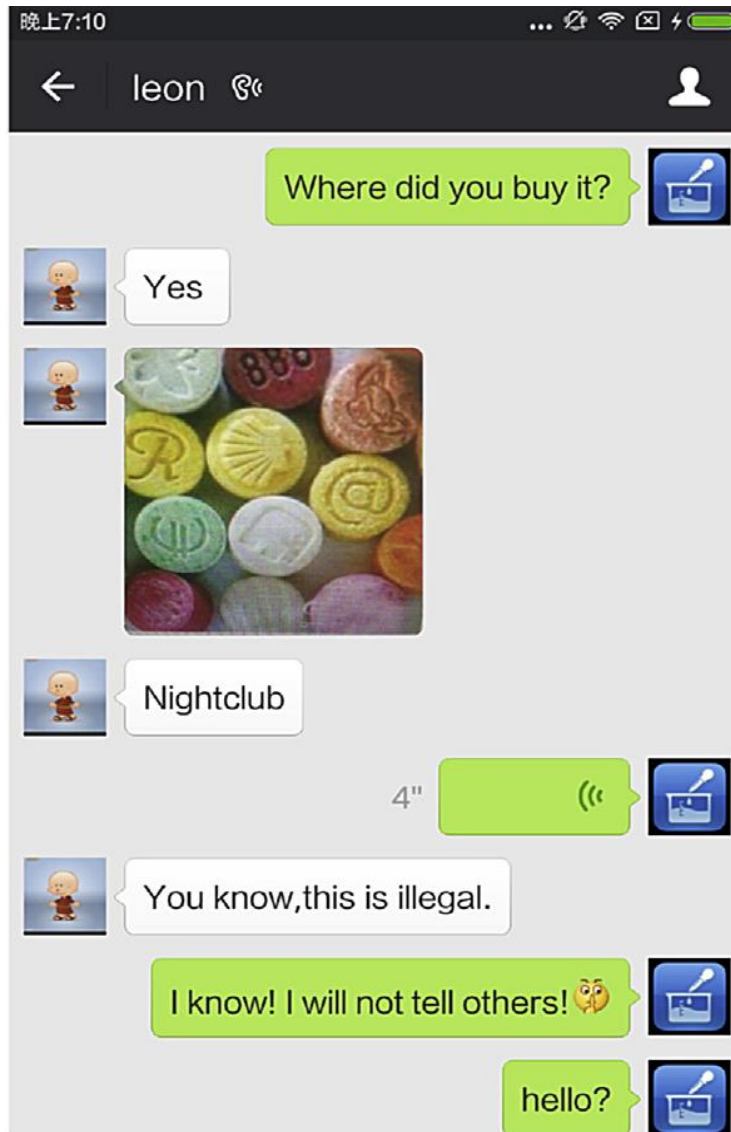 晚上7:10
leon
Where did you buy it?
Yes
888
R
@
Nightclub
4"
You know,this is illegal.
I know! I will not tell others!
hello?